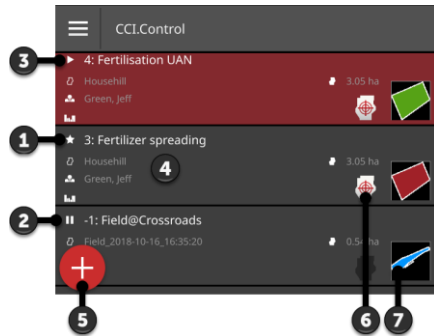 CCI.Control
3 4: Fertilisation UAN
Househill 3.05 ha
Green, Jeff
1 3: Fertilizer spreading
Househill 3.05 ha
Green, Jeff 4
2 -1: Field@Crossroads
Field_2018-10-16_16:35:20 0.54 ha
5 6 7